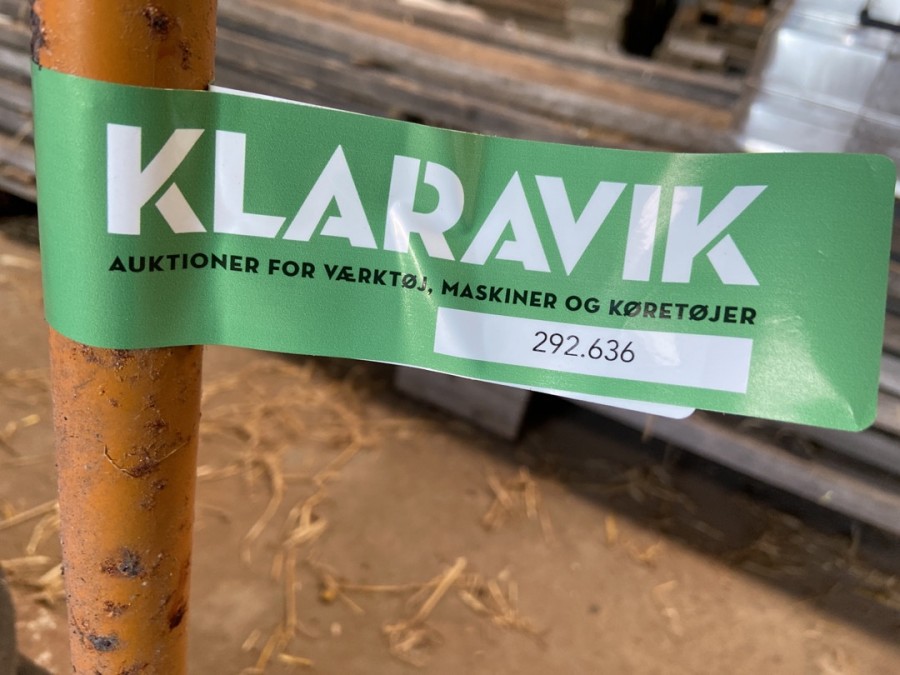 KLARAVIK
AUKTIONER FOR VÆRKTØJ, MASKINER OG KØRETØJER
292.636